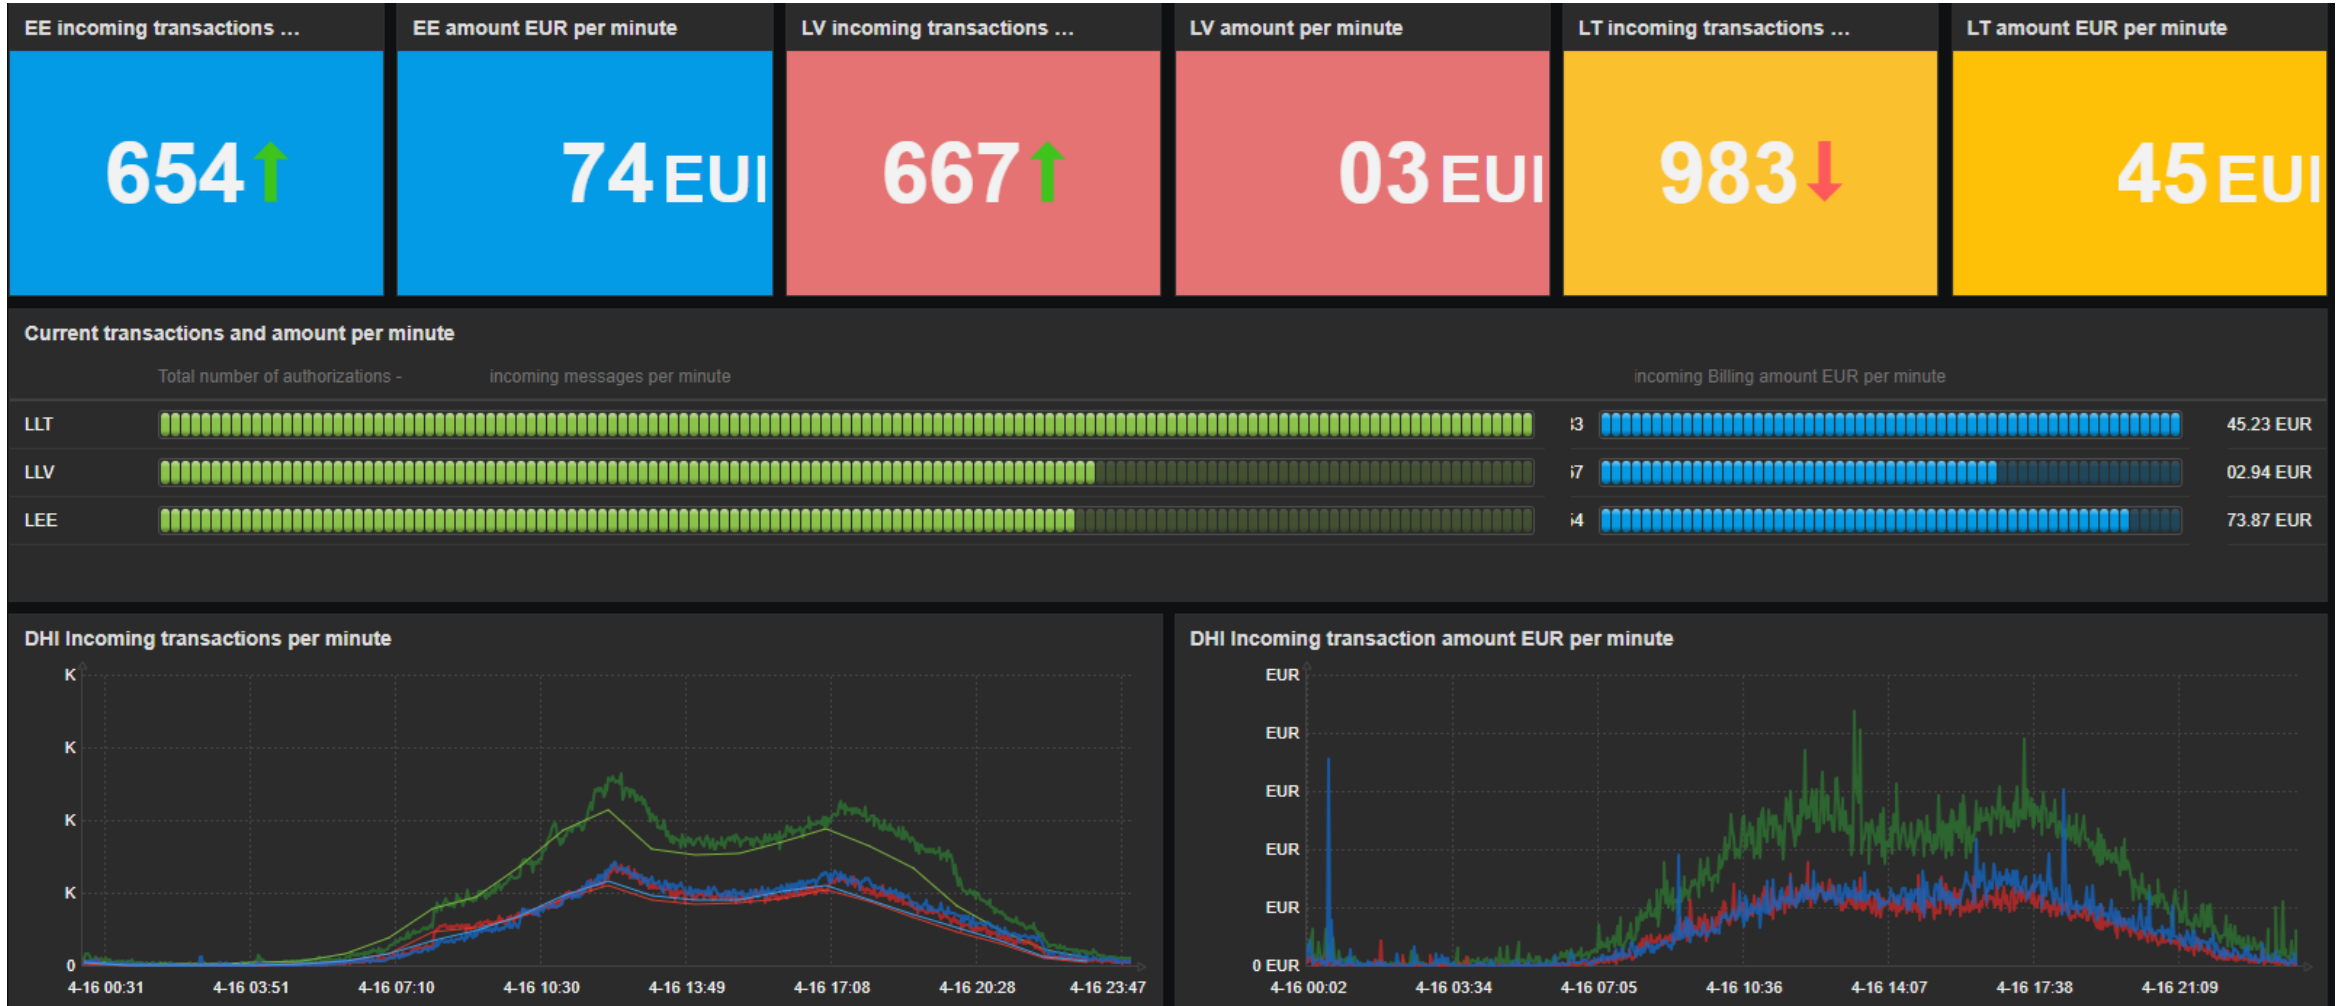 EE incoming transactions ...
EE amount EUR per minute
LV incoming transactions ...
LV amount per minute
LT incoming transactions ...
LT amount EUR per minute
654
74 EUI
667
03 EUI
983
45 EUI
Current transactions and amount per minute
Total number of authorizations - incoming messages per minute
incoming Billing amount EUR per minute
LLT 33 45.23 EUR
LLV 67 02.94 EUR
LEE 54 73.87 EUR
DHI Incoming transactions per minute
K
K
K
K
0
4-16 00:31 4-16 03:51 4-16 07:10 4-16 10:30 4-16 13:49 4-16 17:08 4-16 20:28 4-16 23:47
DHI Incoming transaction amount EUR per minute
EUR
EUR
EUR
EUR
EUR
0 EUR
4-16 00:02 4-16 03:34 4-16 07:05 4-16 10:36 4-16 14:07 4-16 17:38 4-16 21:09